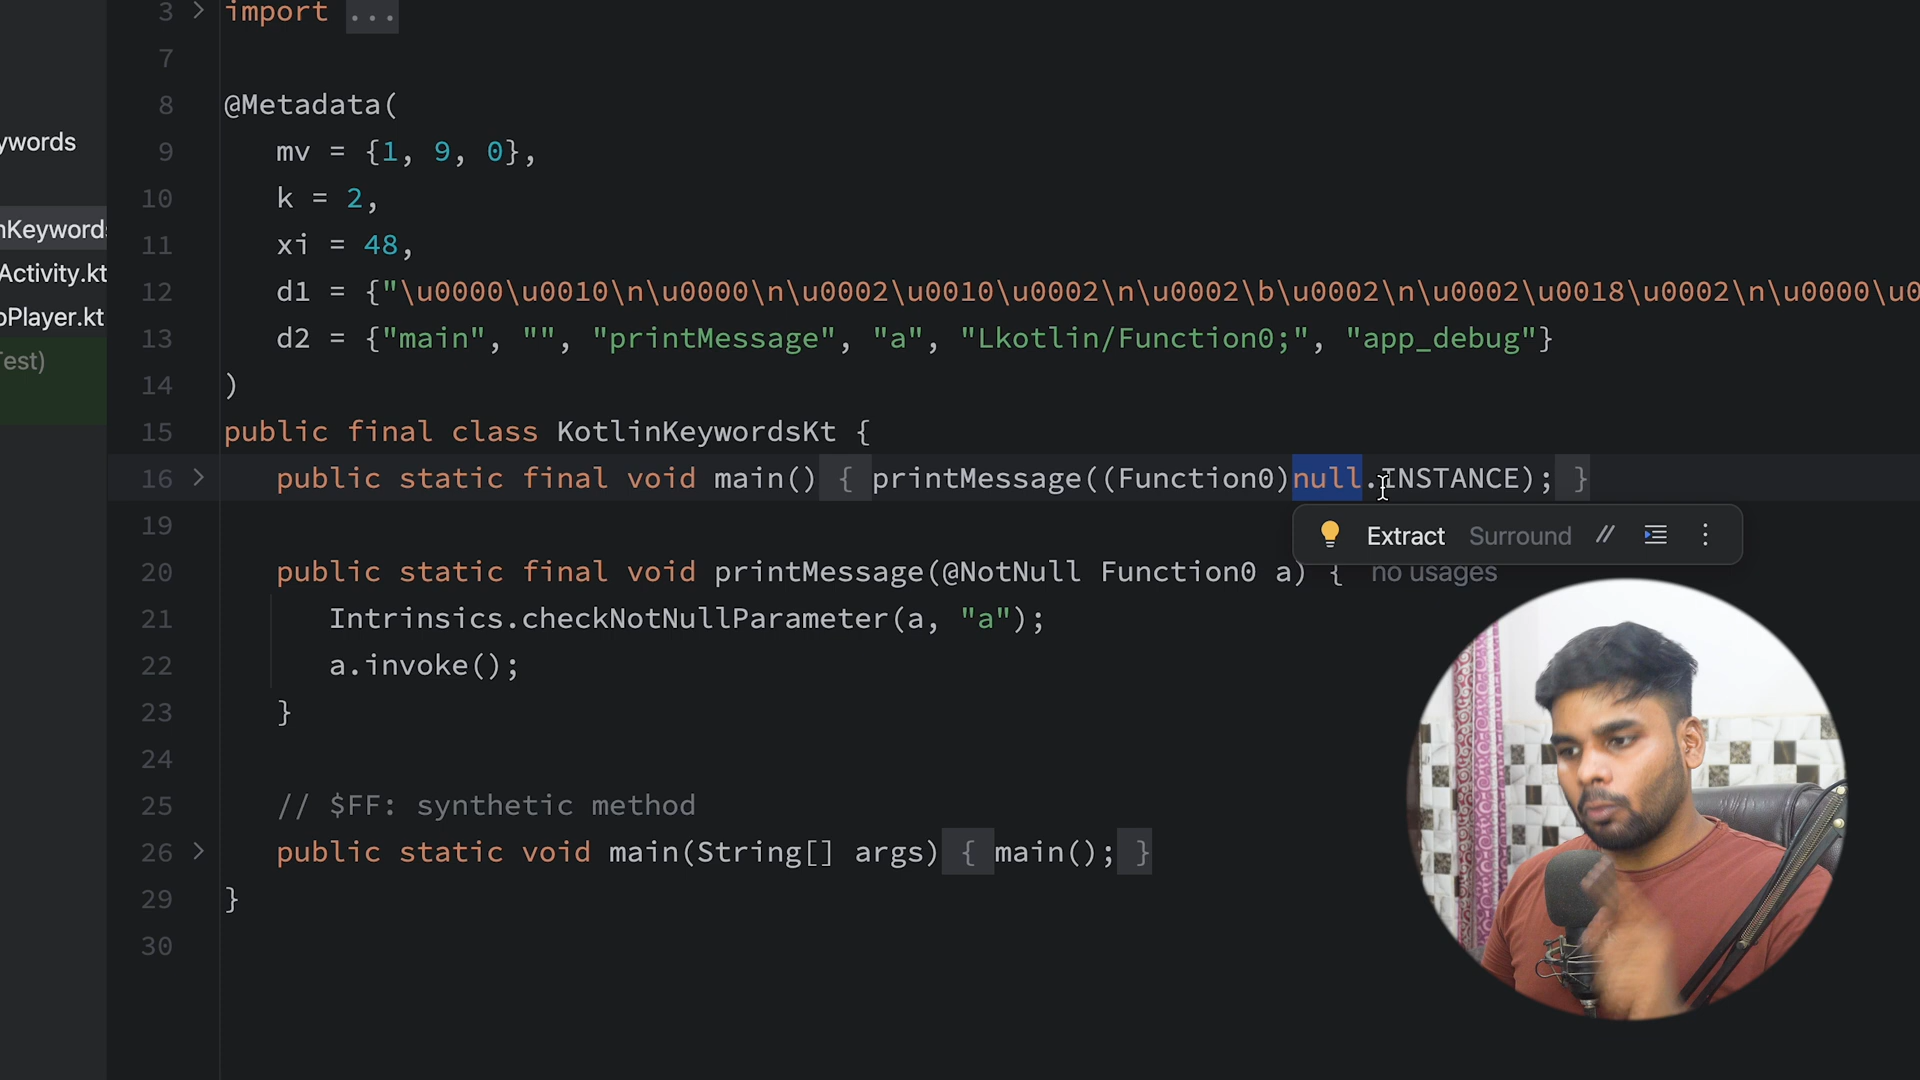 ywords
nKeywords
Activity.kt
oPlayer.kt
Test)
3 import ...
7
8 @Metadata(
9 mv = {1, 9, 0},
10 k = 2,
11 xi = 48,
12 d1 = {"\u0000\u0010\n\u0000\n\u0002\u0010\u0002\n\u0002\b\u0002\n\u0002\u0018\u0002\n\u0000\u0
13 d2 = {"main", "", "printMessage", "a", "Lkotlin/Function0;", "app_debug"}
14 )
15 public final class KotlinKeywordsKt {
16 public static final void main() { printMessage((Function0)null.INSTANCE); }
19
Extract Surround //
20 public static final void printMessage(@NotNull Function0 a) { no usages
21 Intrinsics.checkNotNullParameter(a, "a");
22 a.invoke();
23 }
24
25 // $FF: synthetic method
26 public static void main(String[] args) { main(); }
29 }
30